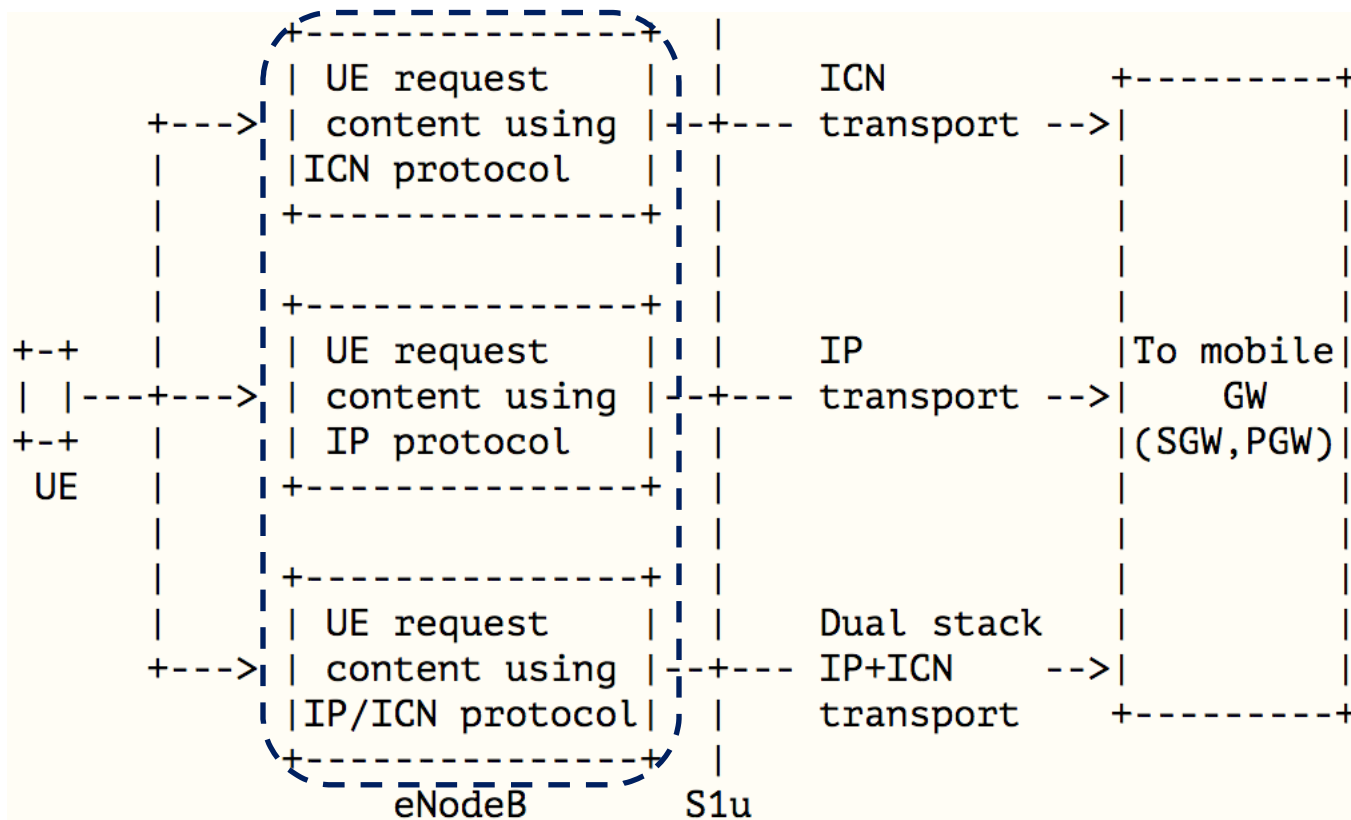 UE request
content using
ICN protocol
ICN
transport
UE
UE request
content using
IP protocol
IP
transport
To mobile
GW
(SGW,PGW)
UE request
content using
IP/ICN protocol
Dual stack
IP+ICN
transport
eNodeB
S1u